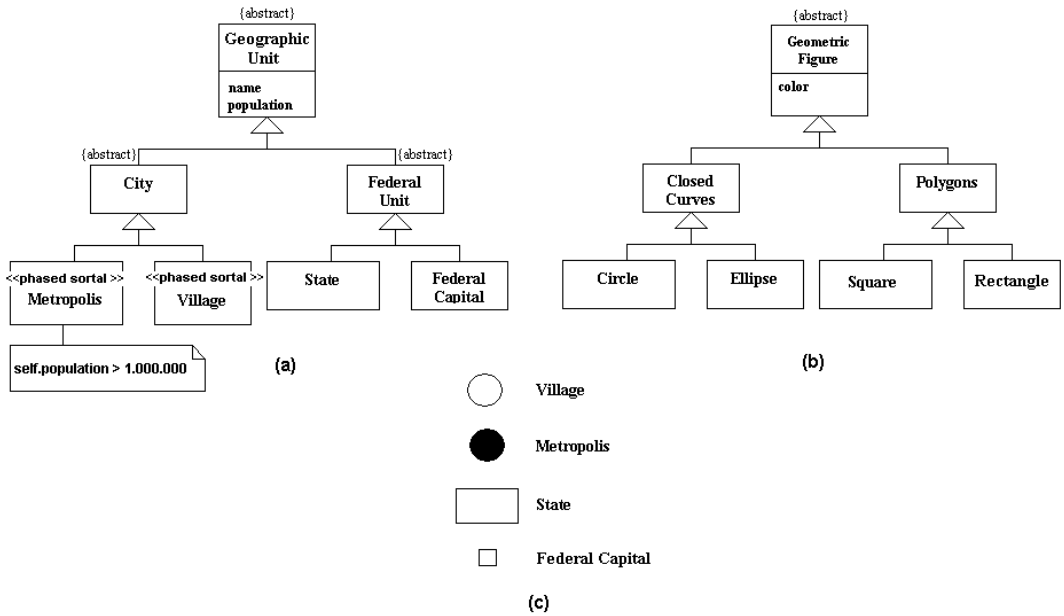 {abstract}
Geographic
Unit
name
population
{abstract}
City
{abstract}
Federal
Unit
<<phased sortal >>
Metropolis
<<phased sortal >>
Village
State
Federal
Capital
self.population > 1.000.000
(a)
{abstract}
Geometric
Figure
color
Closed
Curves
Polygons
Circle
Ellipse
Square
Rectangle
(b)
Village
Metropolis
State
Federal Capital
(c)